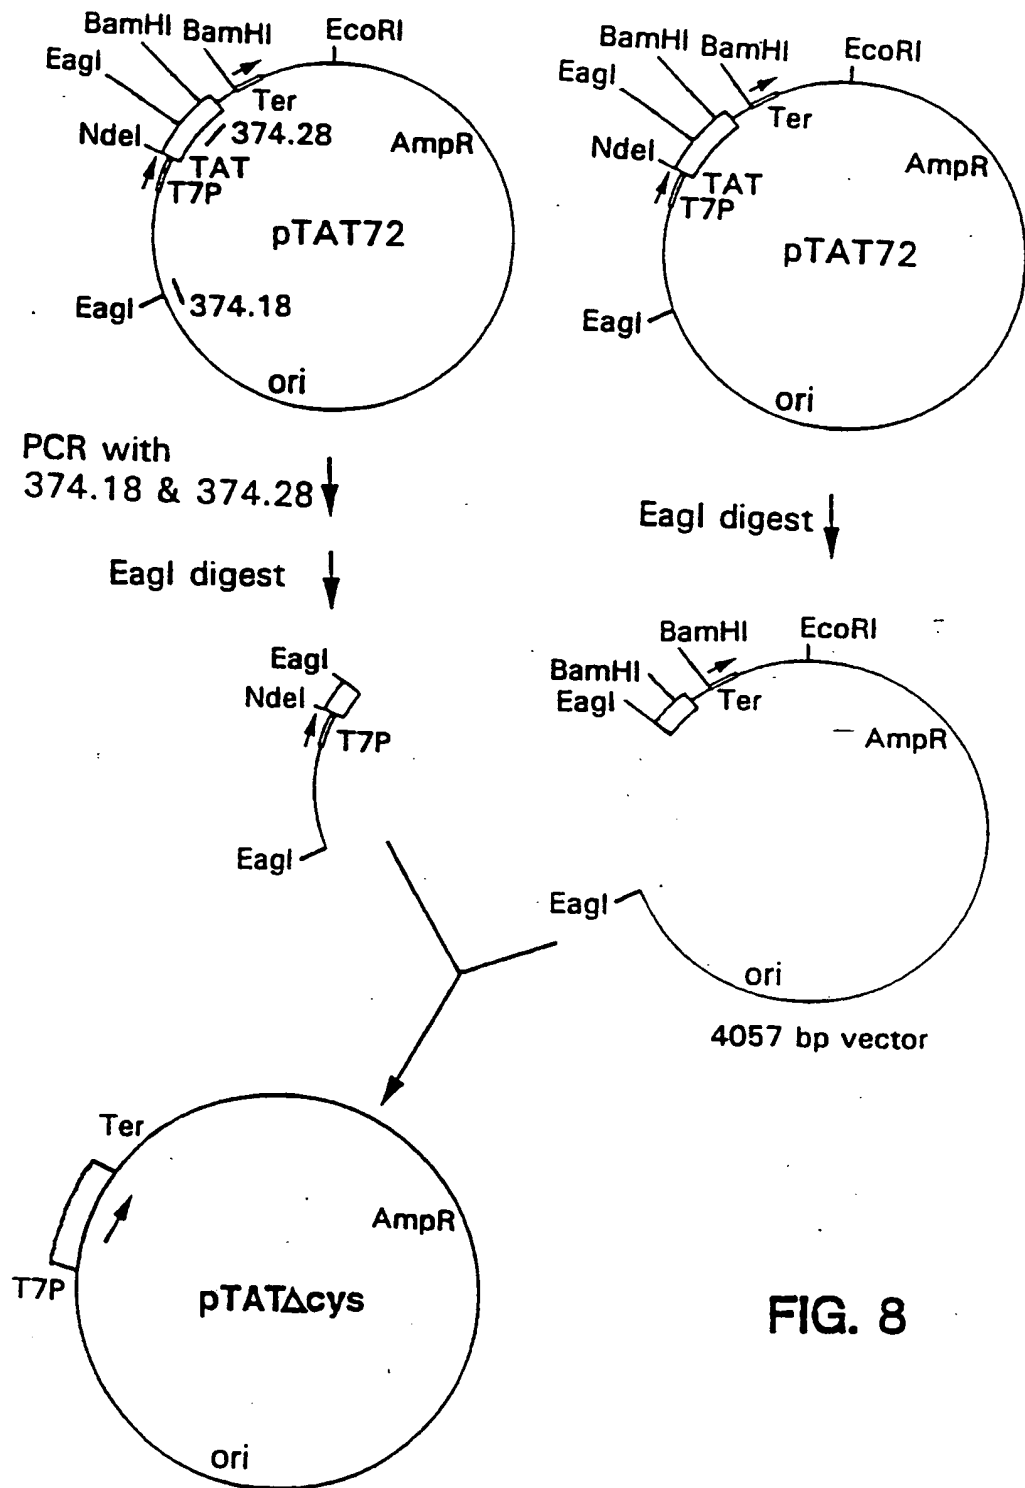 BamHI
BamHI
EcoRI
EagI
Ter
374.28
NdeI
AmpR
TAT
T7P
pTAT72
EagI
374.18
ori
BamHI
BamHI
EcoRI
EagI
Ter
NdeI
AmpR
TAT
T7P
pTAT72
EagI
ori
PCR with
374.18 & 374.28
EagI digest
EagI digest
EagI
NdeI
T7P
EagI
BamHI
EcoRI
BamHI
EagI
Ter
AmpR
EagI
ori
4057 bp vector
Ter
AmpR
T7P
pTATΔcys
ori
FIG. 8